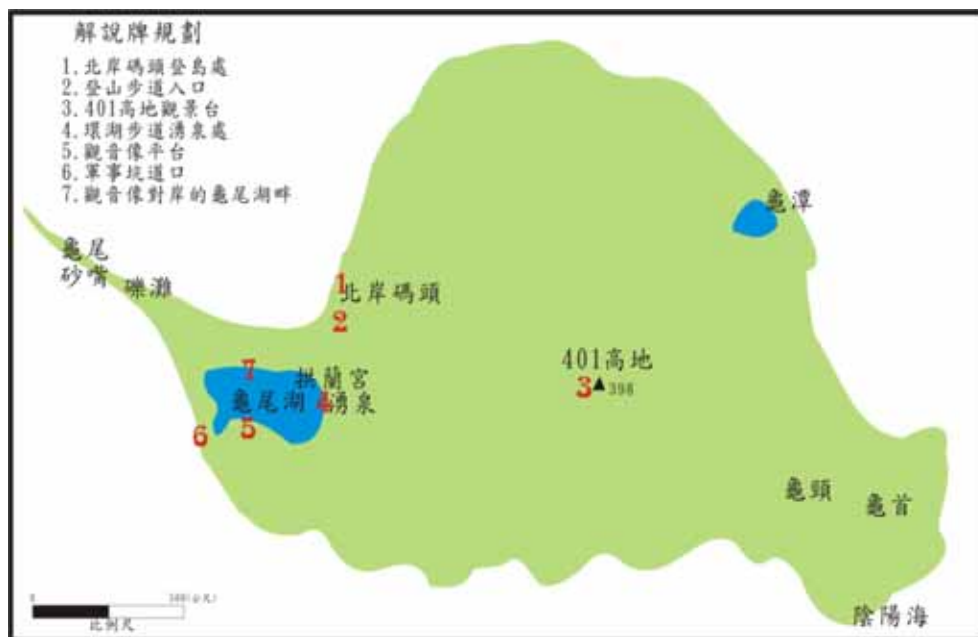 解說牌規劃
1.北岸碼頭登島處
2.登山步道入口
3.401高地觀景台
4.環湖步道湧泉處
5.觀音像平台
6.軍事坑道口
7.觀音像對岸的龜尾湖畔
龜潭
龜尾
砂嘴
礫灘
1
北岸碼頭
2
401高地
3
398
7
拱蘭宮
龜尾湖
4
湧泉
5
6
龜頸
龜首
陰陽海
0
500(公尺)
比例尺